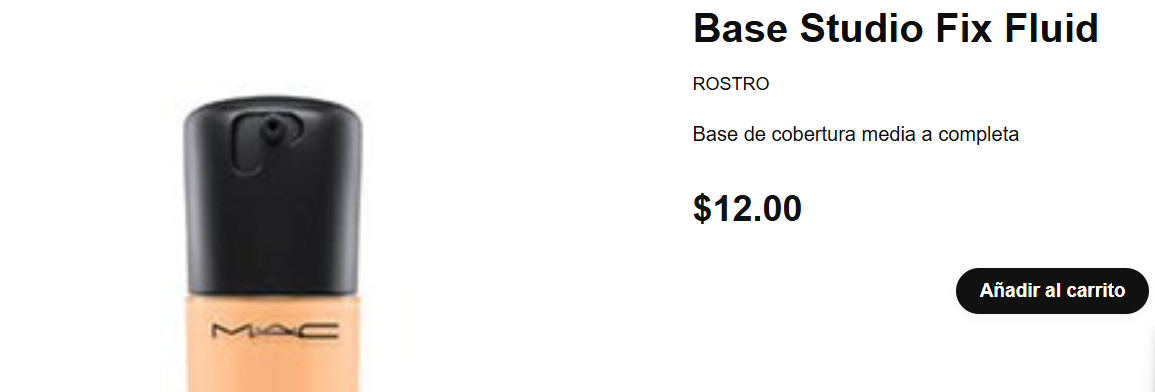 Base Studio Fix Fluid
ROSTRO
Base de cobertura media a completa
$12.00
Añadir al carrito
MAC